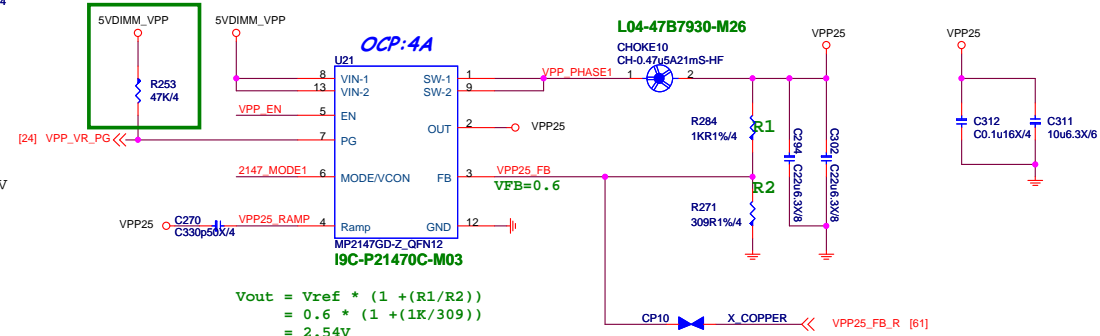 5VDIMM_VPP
5VDIMM_VPP
OCP:4A
L04-47B7930-M26
VPP25
VPP25
U21
CHOKE10
CH-0.47u5A21mS-HF
VPP_PHASE1
1
2
R253
47K/4
8
VIN-1
13
VIN-2
SW-1
1
SW-2
9
VPP_EN
5
EN
[24]
VPP_VR_PG
7
PG
OUT
2
VPP25
R284
1KR1%/4
R1
C294
C22u6.3X/8
C302
C22u6.3X/8
C312
C0.1u16X/4
C311
10u6.3X/6
V
2147_MODE1
6
MODE/VCON
FB
3
VPP25_FB
VFB=0.6
R2
R271
309R1%/4
VPP25
C270
C330p50X/4
VPP25_RAMP
4
Ramp
GND
12
MP2147GD-Z_QFN12
I9C-P21470C-M03
Vout = Vref * (1 +(R1/R2))
= 0.6 * (1 +(1K/309))
= 2.54V
CP10
X_COPPER
VPP25_FB_R
[61]